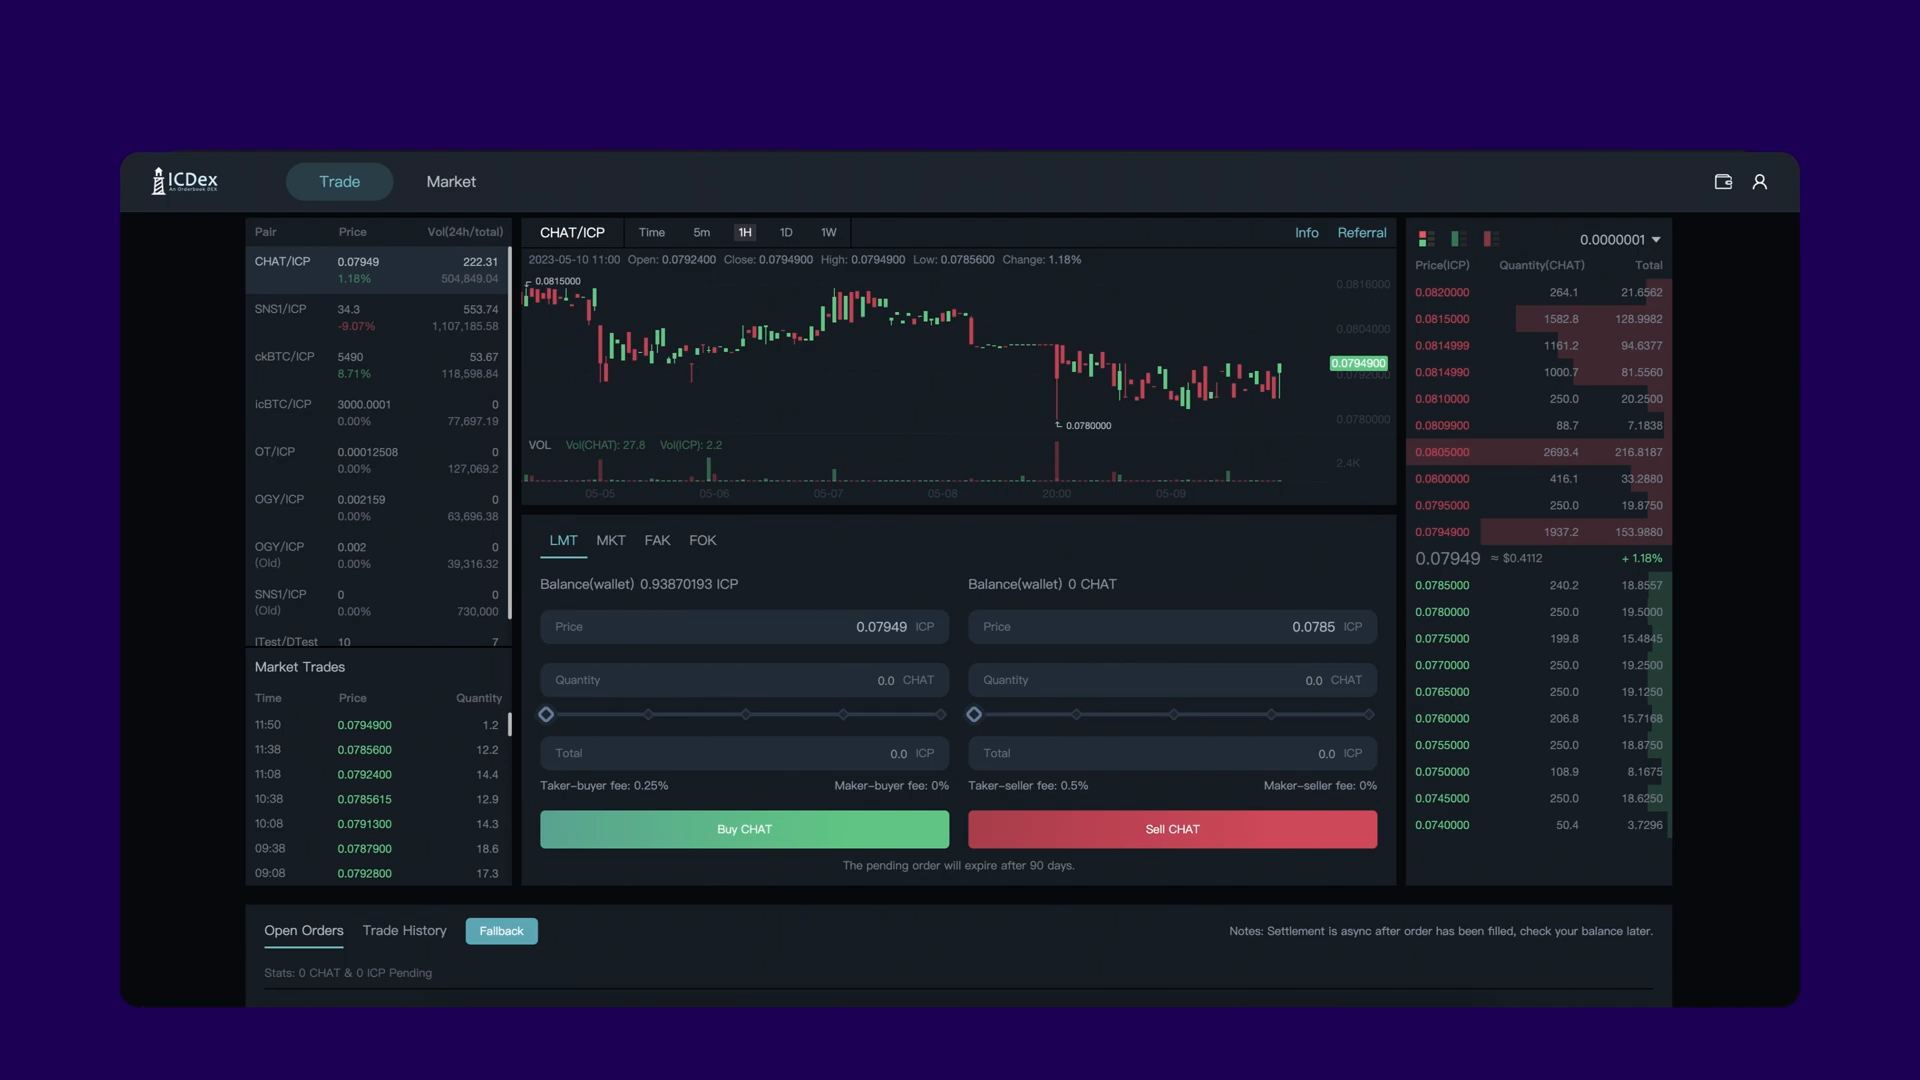 ICDex
An Orderbook DEX
Trade
Market
Pair Price Vol(24h/total)
CHAT/ICP 0.07949 222.31
1.18% 504,849.04
SNS1/ICP 34.3 553.74
-9.07% 1,107,185.58
ckBTC/ICP 5490 53.67
8.71% 118,598.84
icBTC/ICP 3000.0001 0
0.00% 77,697.19
OT/ICP 0.00012508 0
0.00% 127,069.2
OGY/ICP 0.002159 0
0.00% 63,696.38
OGY/ICP 0.002 0
(Old) 0.00% 39,316.32
SNS1/ICP 0 0
(Old) 0.00% 730,000
ITest/DTest 10 7
Market Trades
Time Price Quantity
11:50 0.0794900 1.2
11:38 0.0785600 12.2
11:08 0.0792400 14.4
10:38 0.0785615 12.9
10:08 0.0791300 14.3
09:38 0.0787900 18.6
09:08 0.0792800 17.3
CHAT/ICP Time 5m 1H 1D 1W Info Referral
2023-05-10 11:00 Open: 0.0792400 Close: 0.0794900 High: 0.0794900 Low: 0.0785600 Change: 1.18%
0.0815000
0.0816000
0.0804000
0.0794900
0.0792000
0.0780000
0.0780000
VOL Vol(CHAT): 27.8 Vol(ICP): 2.2
2.4K
05-05 05-06 05-07 05-08 20:00 05-09
LMT MKT FAK FOK
Balance(wallet) 0.93870193 ICP
Price 0.07949 ICP
Quantity 0.0 CHAT
Total 0.0 ICP
Taker-buyer fee: 0.25% Maker-buyer fee: 0%
Buy CHAT
Balance(wallet) 0 CHAT
Price 0.0785 ICP
Quantity 0.0 CHAT
Total 0.0 ICP
Taker-seller fee: 0.5% Maker-seller fee: 0%
Sell CHAT
The pending order will expire after 90 days.
0.0000001
Price(ICP) Quantity(CHAT) Total
0.0820000 264.1 21.6562
0.0815000 1582.8 128.9982
0.0814999 1161.2 94.6377
0.0814990 1000.7 81.5560
0.0810000 250.0 20.2500
0.0809900 88.7 7.1838
0.0805000 2693.4 216.8187
0.0800000 416.1 33.2880
0.0795000 250.0 19.8750
0.0794900 1937.2 153.9880
0.07949 ≈ $0.4112 + 1.18%
0.0785000 240.2 18.8557
0.0780000 250.0 19.5000
0.0775000 199.8 15.4845
0.0770000 250.0 19.2500
0.0765000 250.0 19.1250
0.0760000 206.8 15.7168
0.0755000 250.0 18.8750
0.0750000 108.9 8.1675
0.0745000 250.0 18.6250
0.0740000 50.4 3.7296
Open Orders Trade History Fallback
Notes: Settlement is async after order has been filled, check your balance later.
Stats: 0 CHAT & 0 ICP Pending